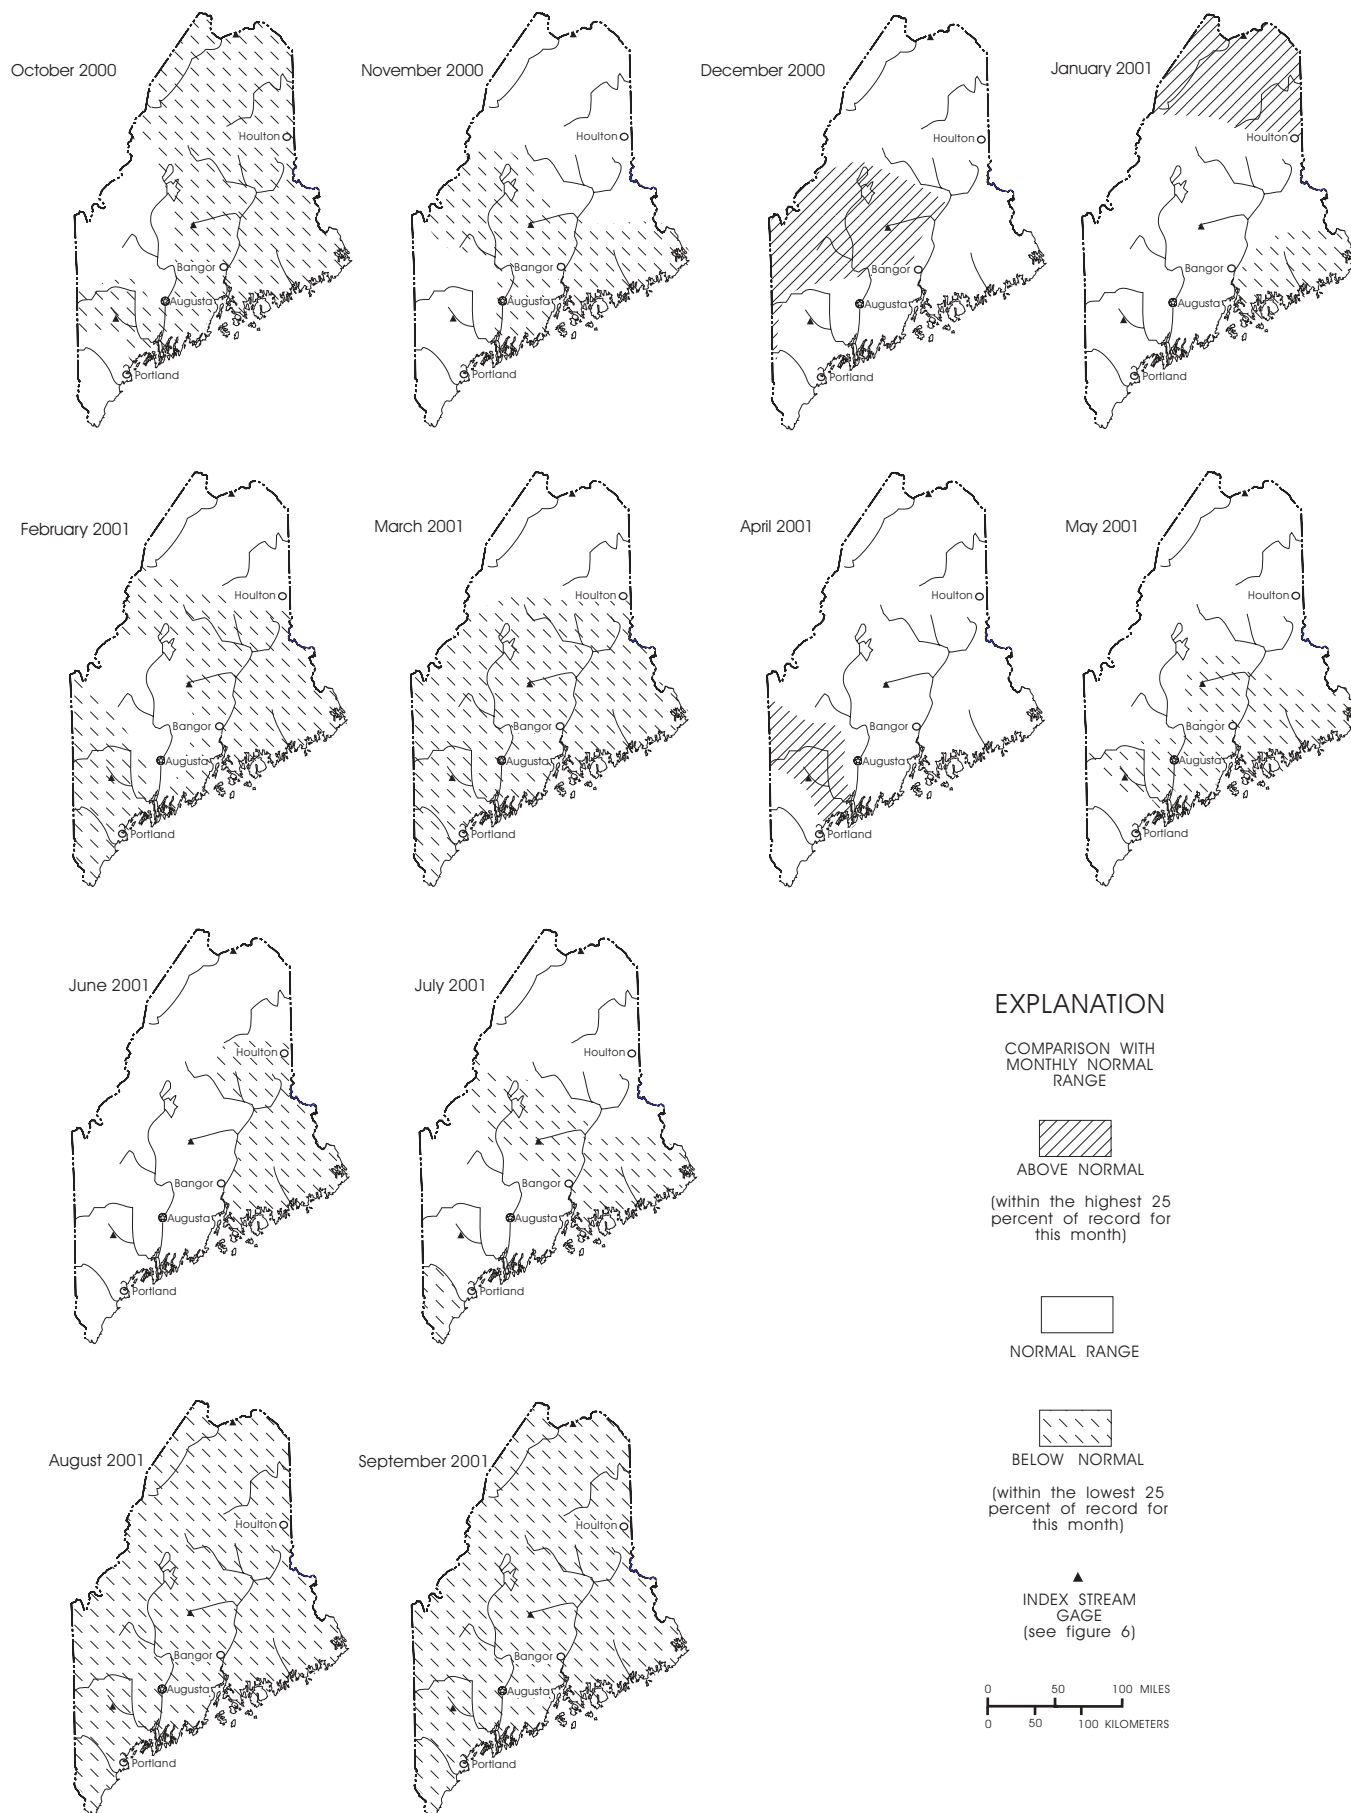 October 2000
Houlton
Bangor
Augusta
Portland
November 2000
Houlton
Bangor
Augusta
Portland
December 2000
Houlton
Bangor
Augusta
Portland
January 2001
Houlton
Bangor
Augusta
Portland
February 2001
Houlton
Bangor
Augusta
Portland
March 2001
Houlton
Bangor
Augusta
Portland
April 2001
Houlton
Bangor
Augusta
Portland
May 2001
Houlton
Bangor
Augusta
Portland
June 2001
Houlton
Bangor
Augusta
Portland
July 2001
Houlton
Bangor
Augusta
Portland
August 2001
Houlton
Bangor
Augusta
Portland
September 2001
Houlton
Bangor
Augusta
Portland
EXPLANATION
COMPARISON WITH
MONTHLY NORMAL
RANGE
ABOVE NORMAL
(within the highest 25
percent of record for
this month)
NORMAL RANGE
BELOW NORMAL
(within the lowest 25
percent of record for
this month)
INDEX STREAM
GAGE
(see figure 6)
0 50 100 MILES
0 50 100 KILOMETERS